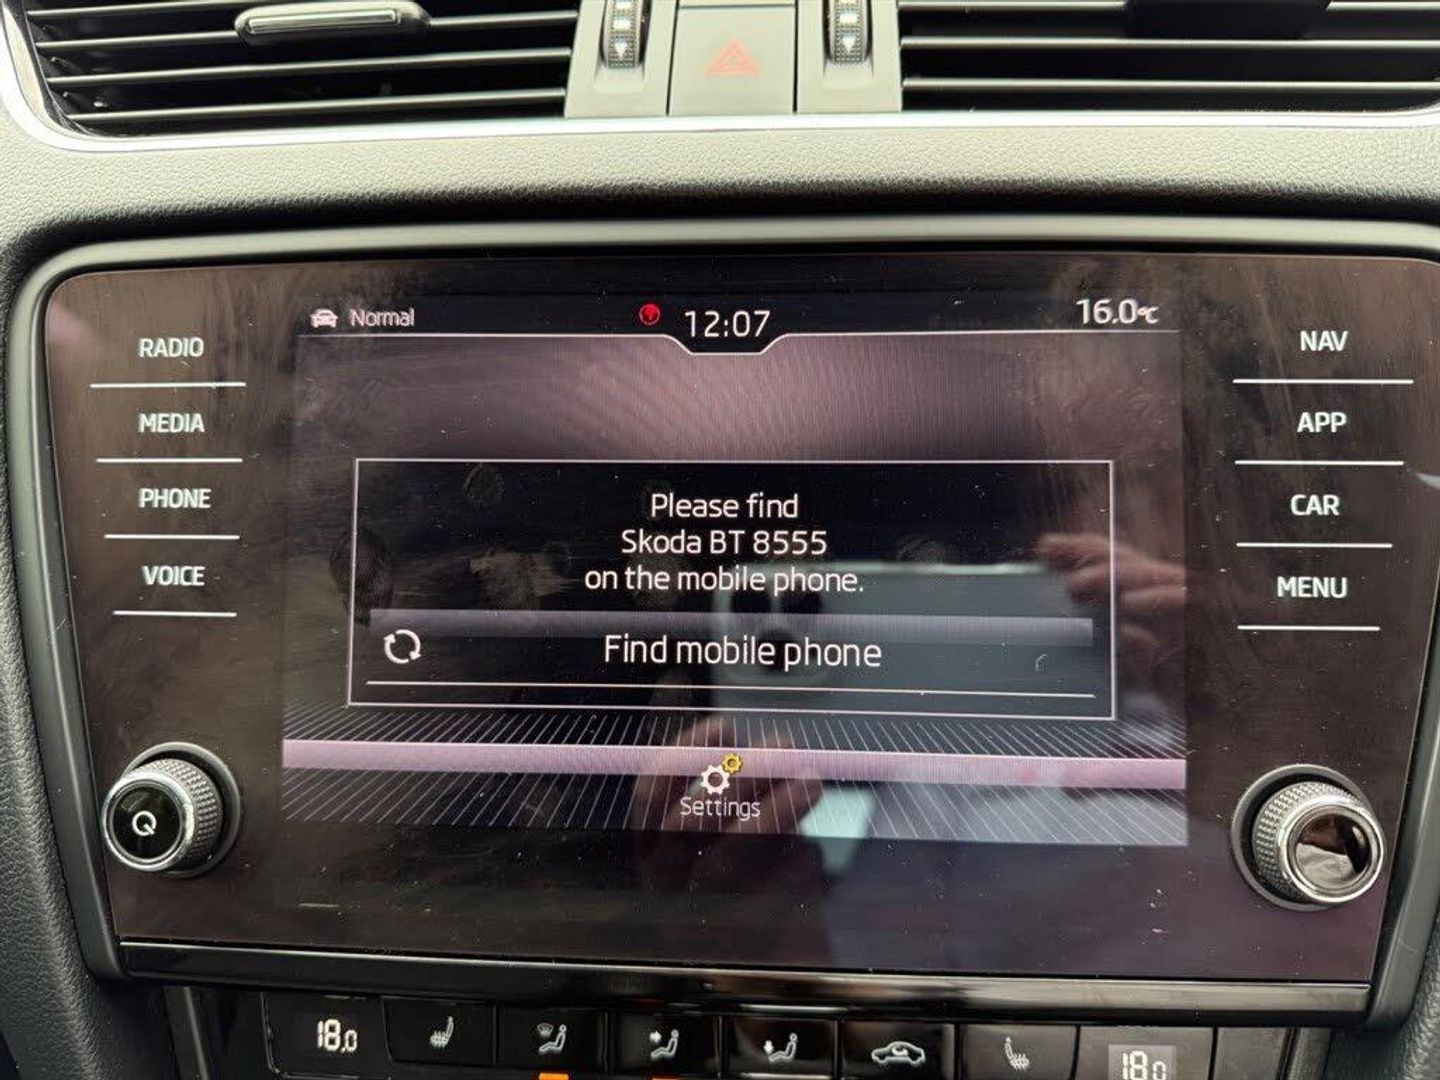 Normal
12:07
16.0°C
RADIO
MEDIA
PHONE
VOICE
NAV
APP
CAR
MENU
Please find
Skoda BT 8555
on the mobile phone.
Find mobile phone
Settings
18.0
18.0